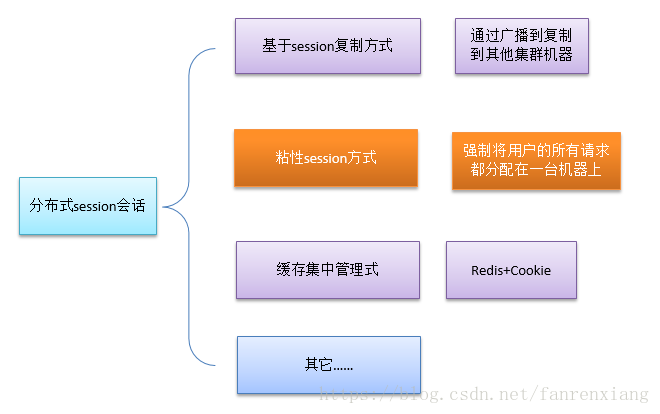 基于session复制方式
通过广播到复制
到其他集群机器
粘性session方式
强制将用户的所有请求
都分配在一台机器上
分布式session会话
缓存集中管理式
Redis+Cookie
其它......
https://blog.csdn.net/fanrenxiang